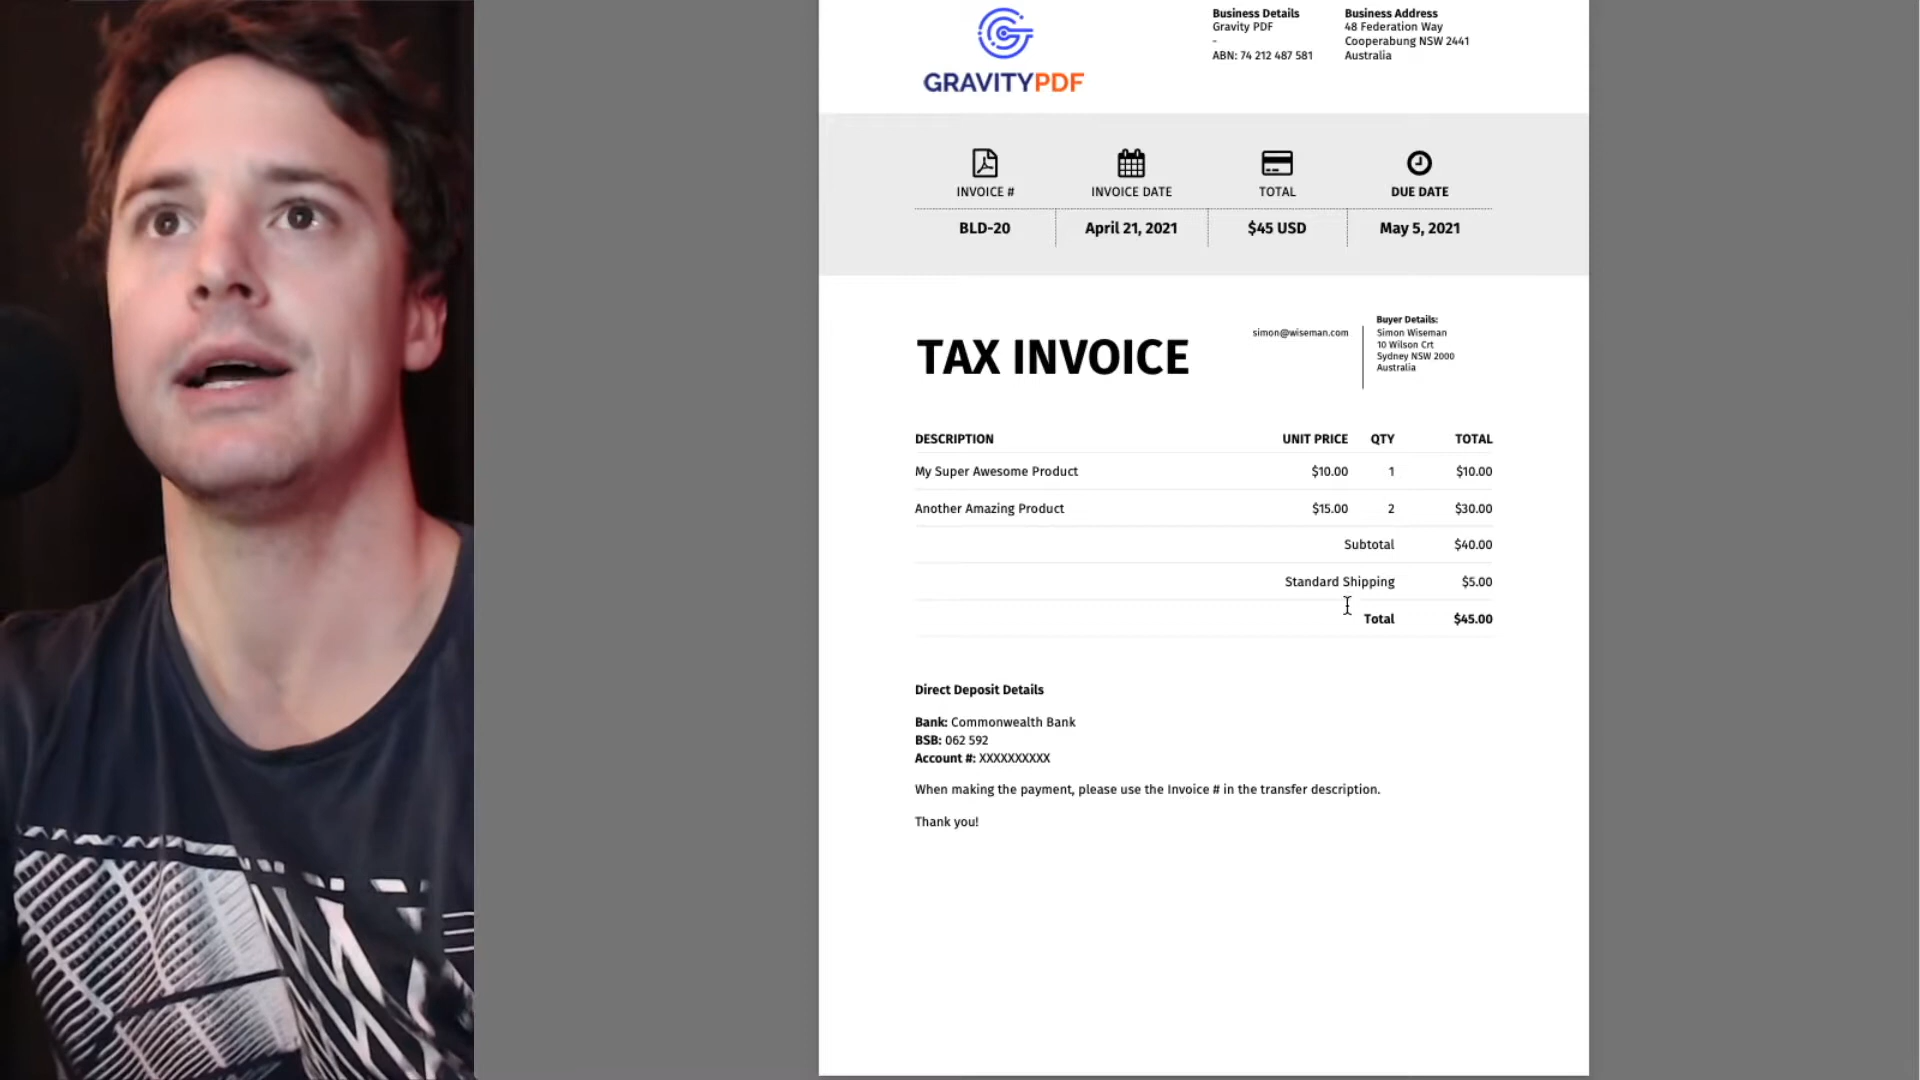 GRAVITYPDF
Business Details
Gravity PDF
-
ABN: 74 212 487 581
Business Address
48 Federation Way
Cooperabung NSW 2441
Australia
INVOICE # INVOICE DATE TOTAL DUE DATE
BLD-20 April 21, 2021 $45 USD May 5, 2021
TAX INVOICE
simon@wiseman.com
Buyer Details:
Simon Wiseman
10 Wilson Crt
Sydney NSW 2000
Australia
DESCRIPTION UNIT PRICE QTY TOTAL
My Super Awesome Product $10.00 1 $10.00
Another Amazing Product $15.00 2 $30.00
Subtotal $40.00
Standard Shipping $5.00
Total $45.00
Direct Deposit Details
Bank: Commonwealth Bank
BSB: 062 592
Account #: XXXXXXXXXX
When making the payment, please use the Invoice # in the transfer description.
Thank you!